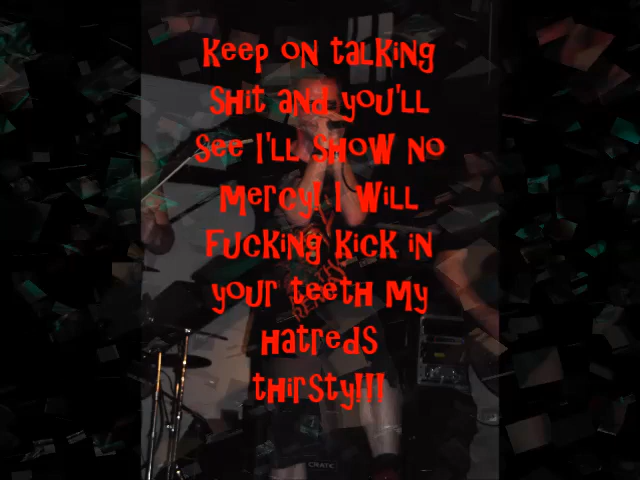 Keep on talking
shit and you'll
see I'll show no
mercy! I will
fucking kick in
your teeth my
hatreds
thirsty!!!
CRATE